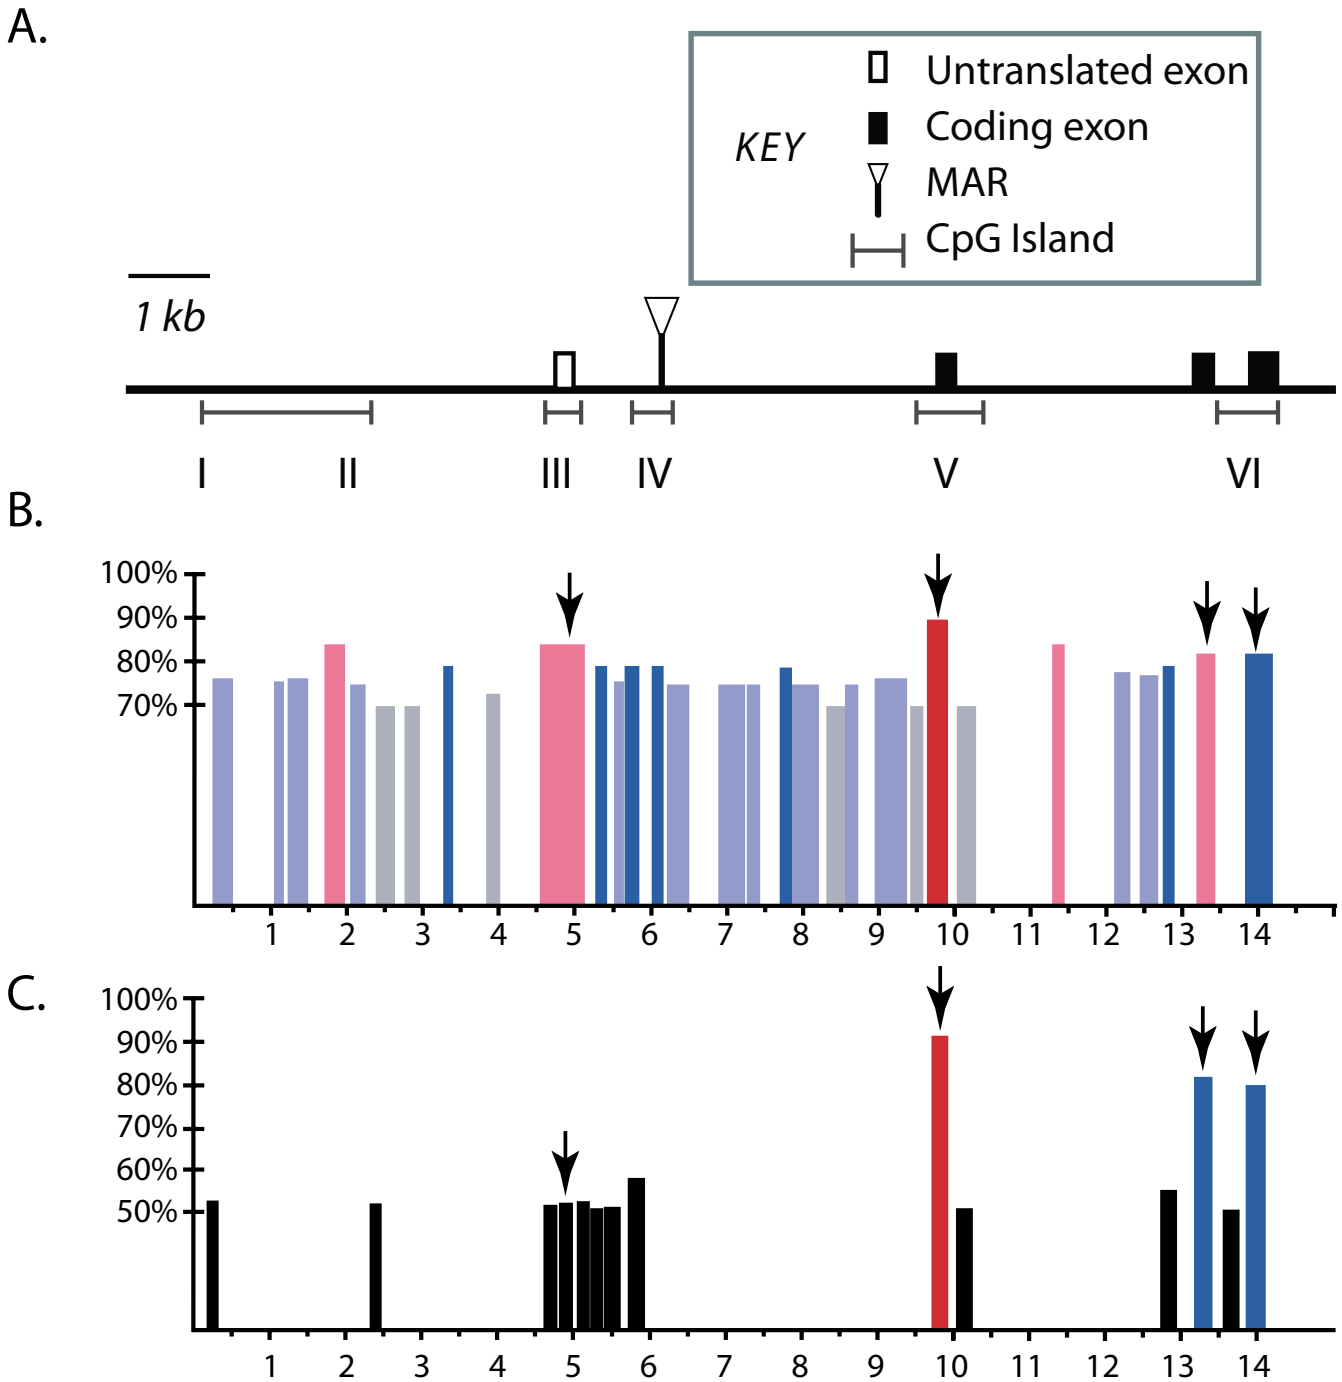 A.
KEY
Untranslated exon
Coding exon
MAR
CpG Island
1 kb
I II III IV V VI
B.
100%
90%
80%
70%
1 2 3 4 5 6 7 8 9 10 11 12 13 14
C.
100%
90%
80%
70%
60%
50%
1 2 3 4 5 6 7 8 9 10 11 12 13 14